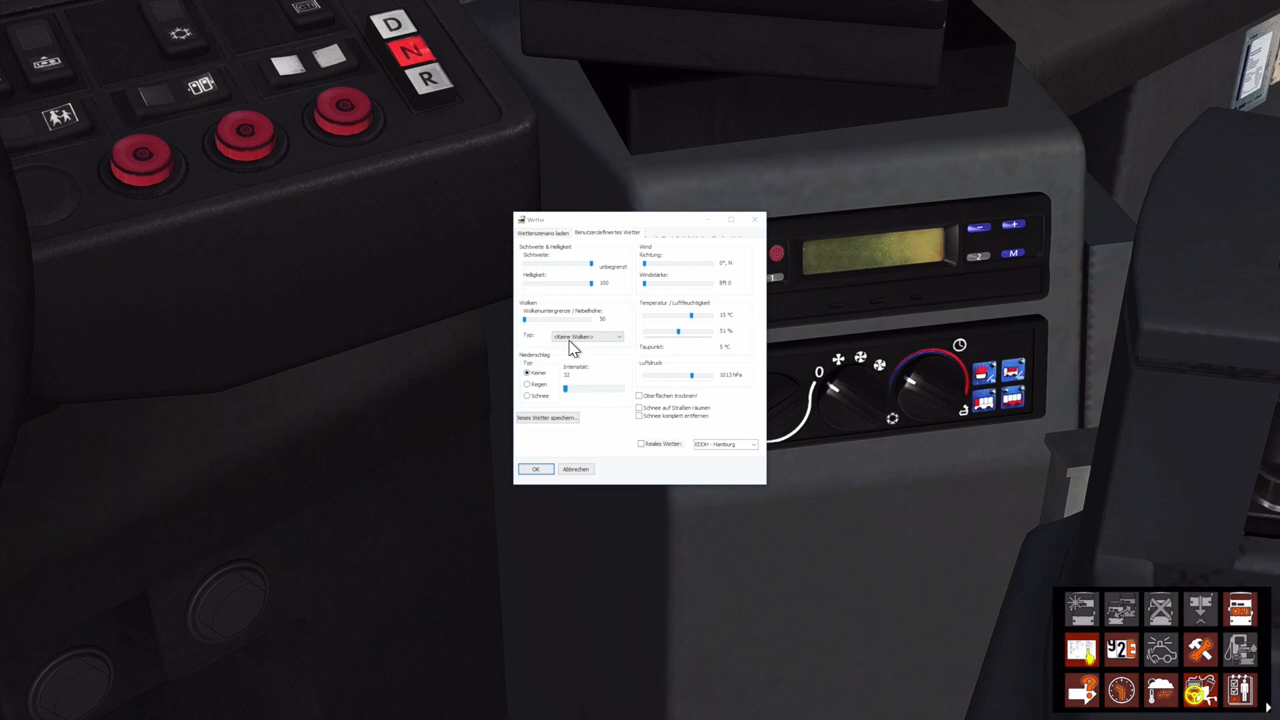 D
N
R
Wetter
Wetterszenario laden
Benutzerdefiniertes Wetter
Sichtweite & Helligkeit
Sichtweite:
unbegrenzt
Helligkeit:
100
Wind
Richtung:
0°, N
Windstärke:
Bft 0
Wolken
Wolkenuntergrenze / Nebelhöhe:
50
Typ:
<Keine Wolken>
Temperatur / Luftfeuchtigkeit
15 °C
51 %
Taupunkt:
5 °C
Niederschlag
Typ
Keiner
Regen
Schnee
Intensität:
32
Luftdruck
1013 hPa
Oberflächen trocknen!
Schnee auf Straßen räumen
Schnee komplett entfernen
Dieses Wetter speichern...
Reales Wetter:
EDDH - Hamburg
OK
Abbrechen
M
0
92E